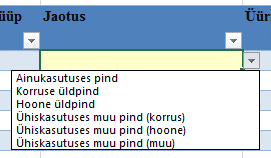 üüp Jaotus Üür
Ainukasutuses pind
Korruse üldpind
Hoone üldpind
Ühiskasutuses muu pind (korrus)
Ühiskasutuses muu pind (hoone)
Ühiskasutuses muu pind (muu)